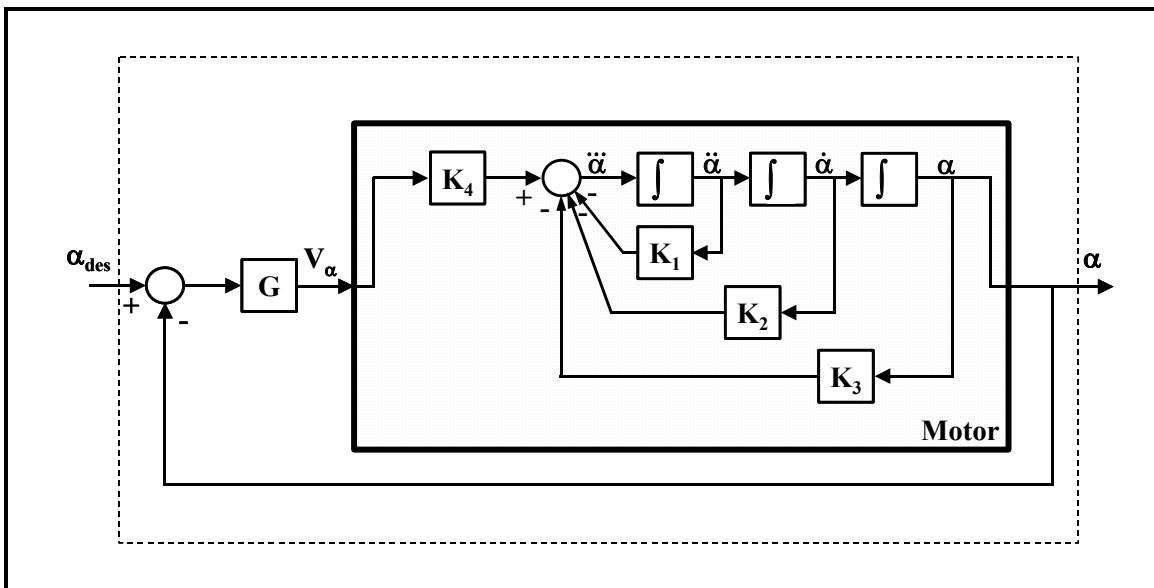 K₄
+
-
-
-
α⃛
∫
α̈
∫
α̇
∫
α
K₁
α_des
+
-
G
V_α
K₂
K₃
α
Motor